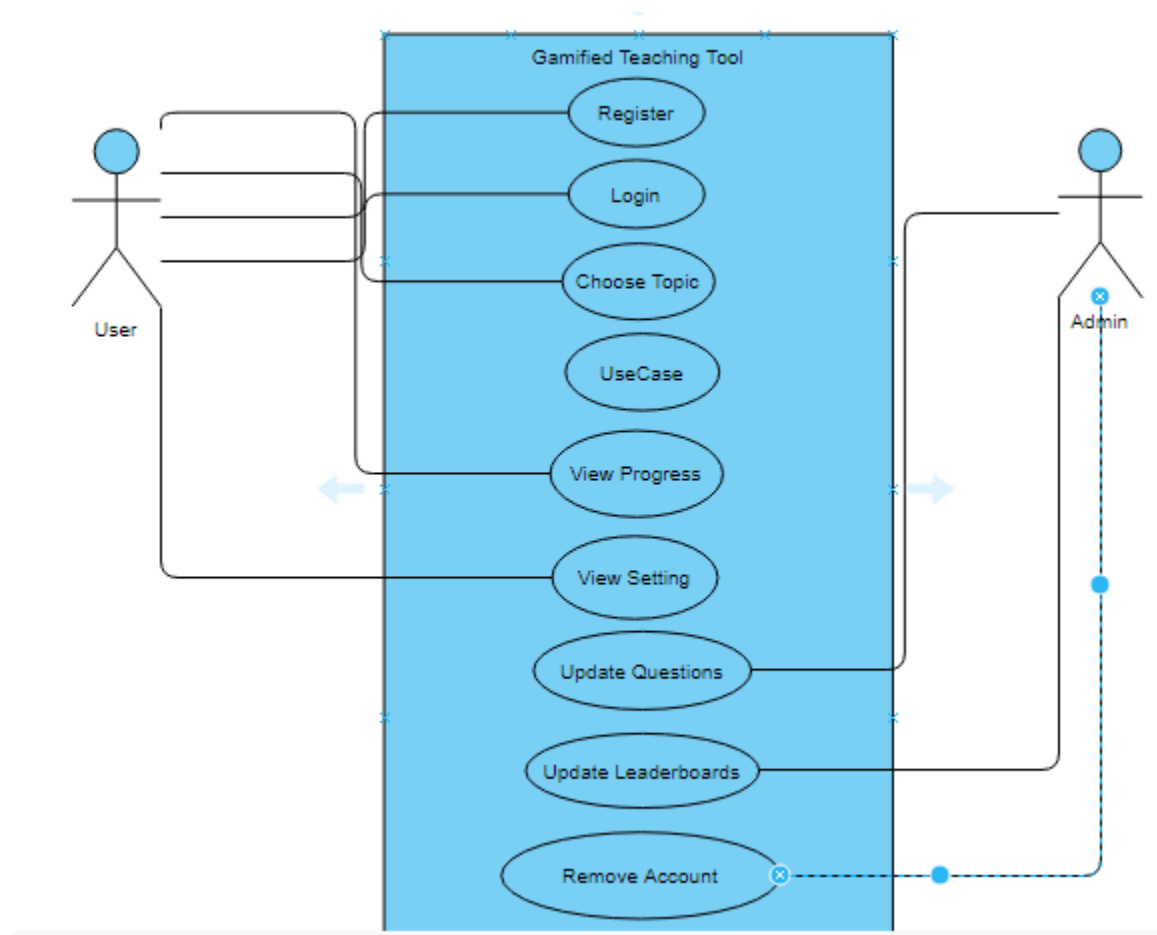 Gamified Teaching Tool
Register
Login
Choose Topic
User
Admin
UseCase
View Progress
View Setting
Update Questions
Update Leaderboards
Remove Account